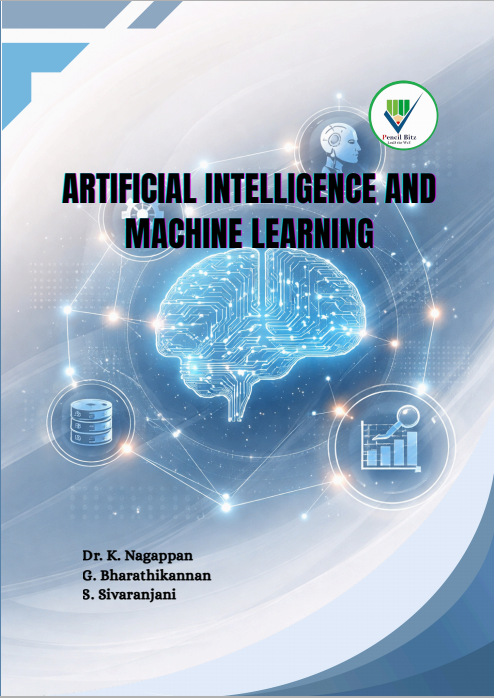 Pencil Bitz
ARTIFICIAL INTELLIGENCE AND
MACHINE LEARNING
Dr. K. Nagappan
G. Bharathikannan
S. Sivaranjani